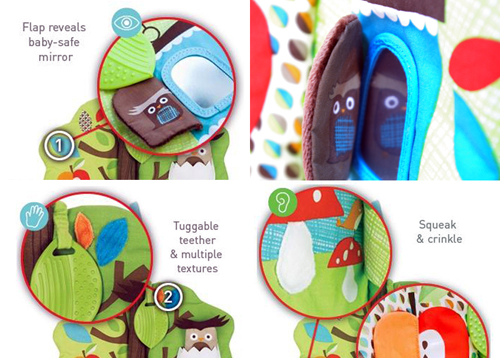 Flap reveals
baby-safe
mirror
1
Tuggable
teether
& multiple
textures
2
Squeak
& crinkle